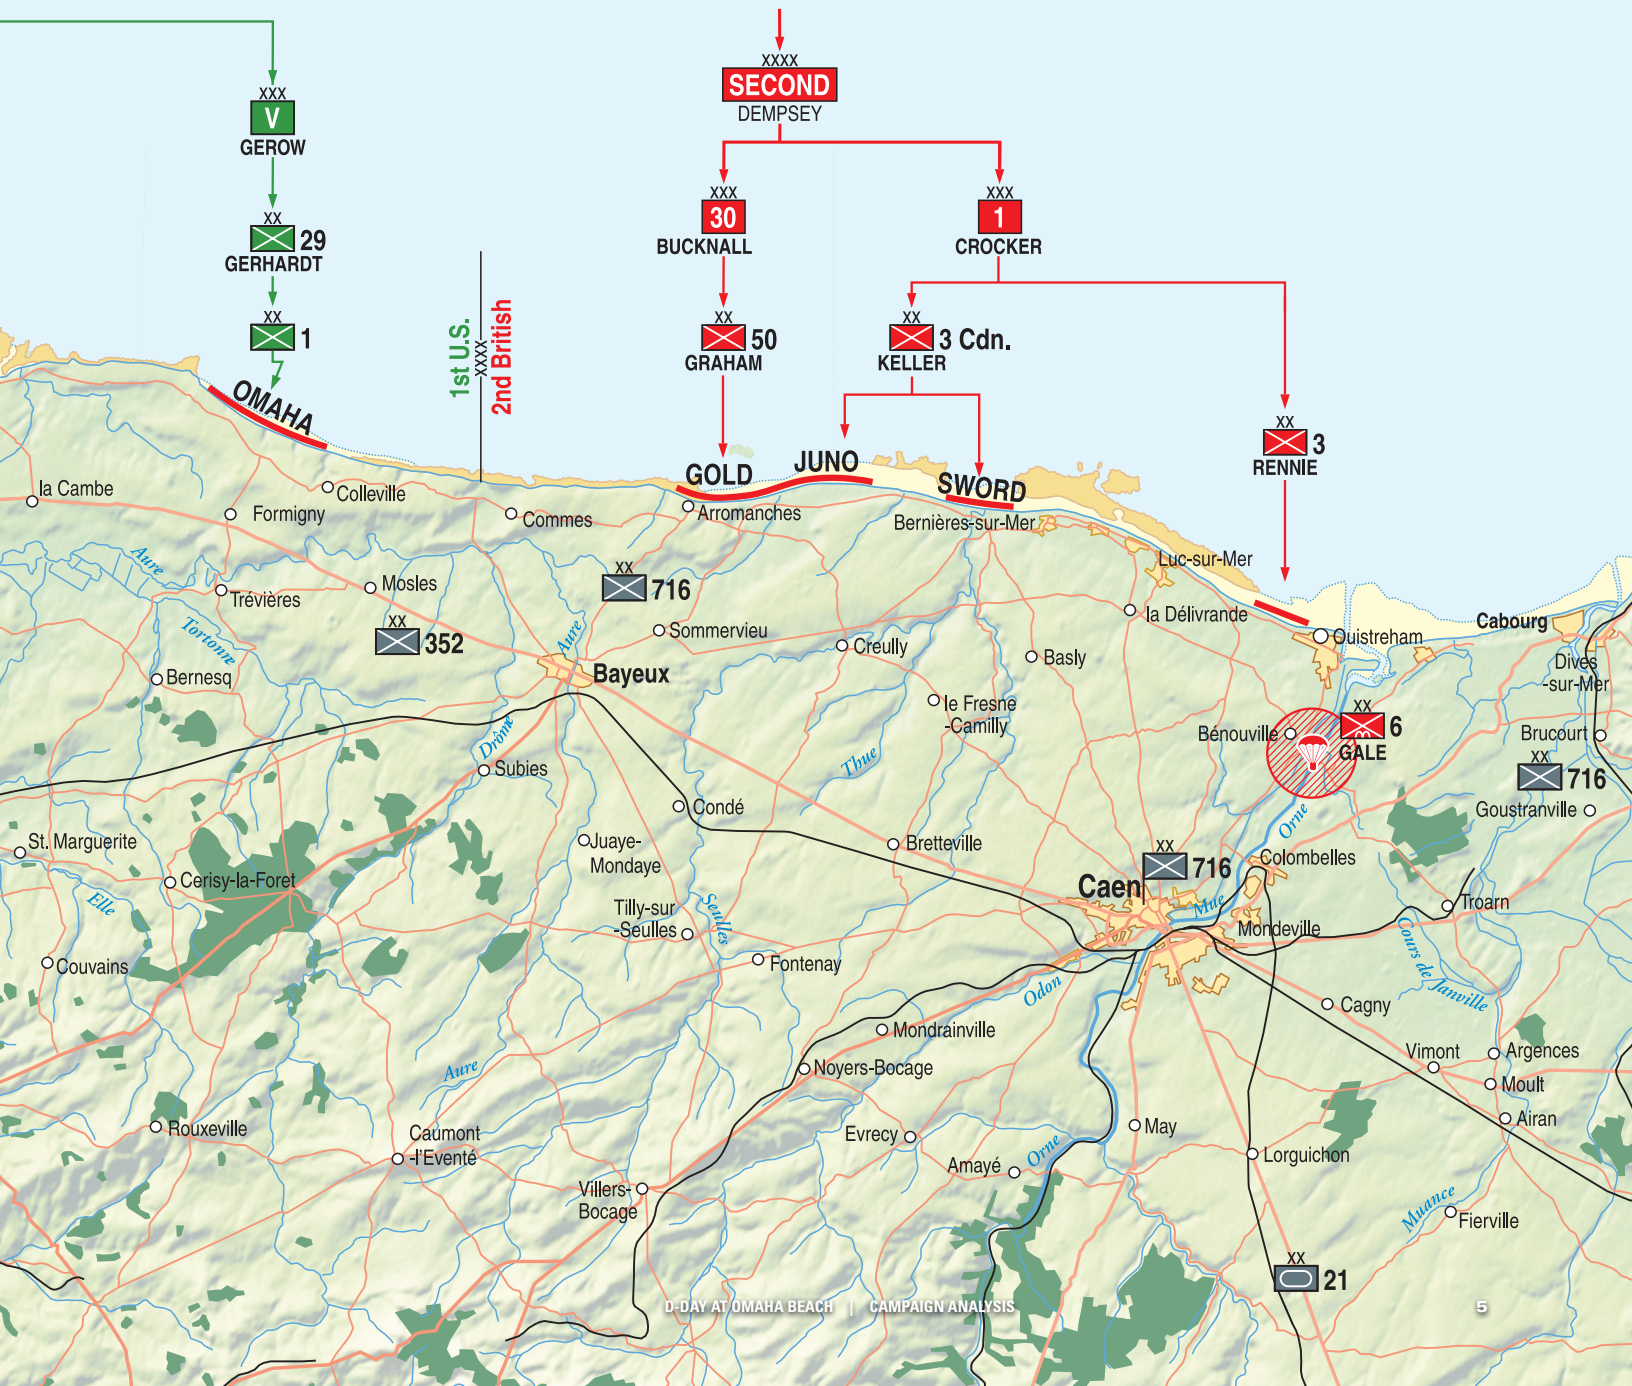 XXXX
SECOND
DEMPSEY
XXX
V
GEROW
XXX
30
BUCKNALL
XXX
1
CROCKER
XX
29
GERHARDT
XX
1
1st U.S.
XXXX
2nd British
XX
50
GRAHAM
XX
3 Cdn.
KELLER
XX
3
RENNIE
OMAHA
GOLD
JUNO
SWORD
la Cambe
Colleville
Formigny
Commes
Arromanches
Bernières-sur-Mer
Luc-sur-Mer
Aure
Trévières
Mosles
XX
716
la Délivrande
Cabourg
Ouistreham
Tortonne
XX
352
Aure
Sommervieu
Creully
Basly
Dives
-sur-Mer
Bernesq
Bayeux
le Fresne
-Camilly
XX
6
GALE
Bénouville
Brucourt
Drôme
Subies
Thue
XX
716
Condé
Goustranville
Orne
St. Marguerite
Juaye-
Mondaye
Bretteville
XX
716
Colombelles
Cerisy-la-Foret
Caen
Elle
Tilly-sur
-Seulles
Seulles
Mue
Troarn
Mondeville
Couvains
Fontenay
Cours de Janville
Odon
Cagny
Mondrainville
Aure
Noyers-Bocage
Vimont
Argences
Moult
Airan
Rouxeville
Caumont
-l'Eventé
Evrecy
May
Orne
Amayé
Lorguichon
Villers-
Bocage
Muance
Fierville
XX
21
D-DAY AT OMAHA BEACH | CAMPAIGN ANALYSIS
5